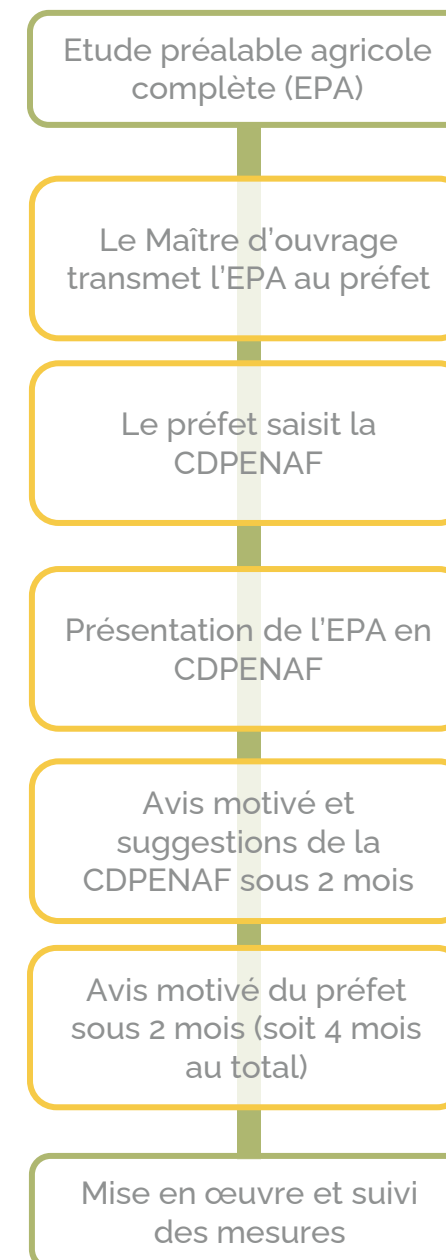 Etude préalable agricole
complète (EPA)
Le Maître d'ouvrage
transmet l'EPA au préfet
Le préfet saisit la
CDPENAF
Présentation de l'EPA en
CDPENAF
Avis motivé et
suggestions de la
CDPENAF sous 2 mois
Avis motivé du préfet
sous 2 mois (soit 4 mois
au total)
Mise en œuvre et suivi
des mesures